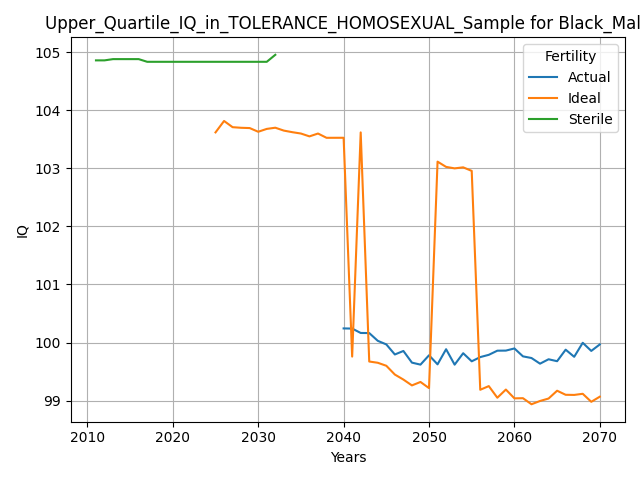 Upper_Quartile_IQ_in_TOLERANCE_HOMOSEXUAL_Sample for Black_Mal
105
104
103
102
101
100
99
IQ
Fertility
Actual
Ideal
Sterile
2010 2020 2030 2040 2050 2060 2070
Years